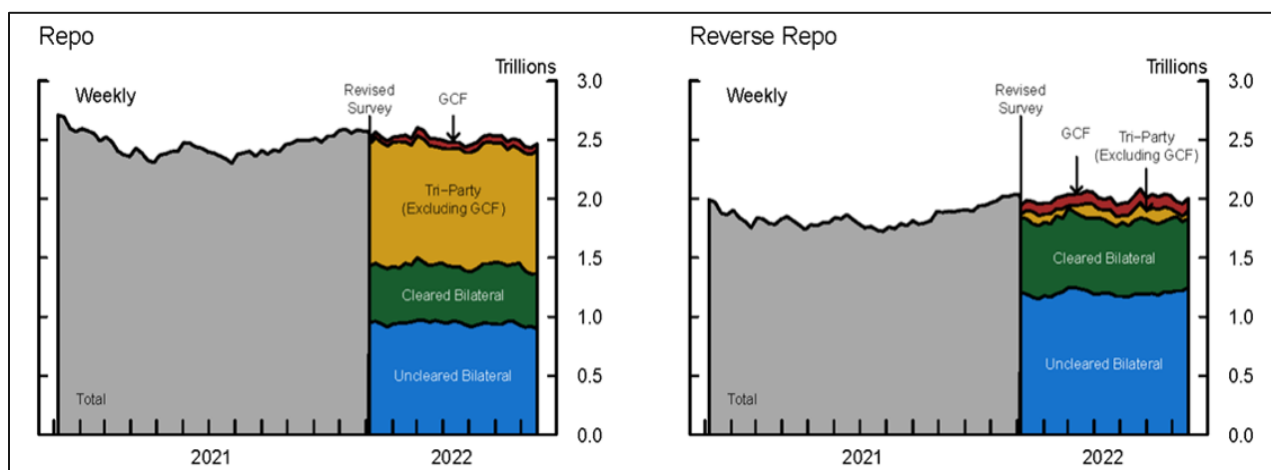 Repo
Trillions
Weekly
Revised
Survey
GCF
3.0
2.5
2.0
1.5
1.0
0.5
0.0
Tri-Party
(Excluding GCF)
Cleared Bilateral
Uncleared Bilateral
Total
2021
2022
Reverse Repo
Trillions
Weekly
Revised
Survey
GCF
Tri-Party
(Excluding GCF)
3.0
2.5
2.0
1.5
1.0
0.5
0.0
Cleared Bilateral
Uncleared Bilateral
Total
2021
2022